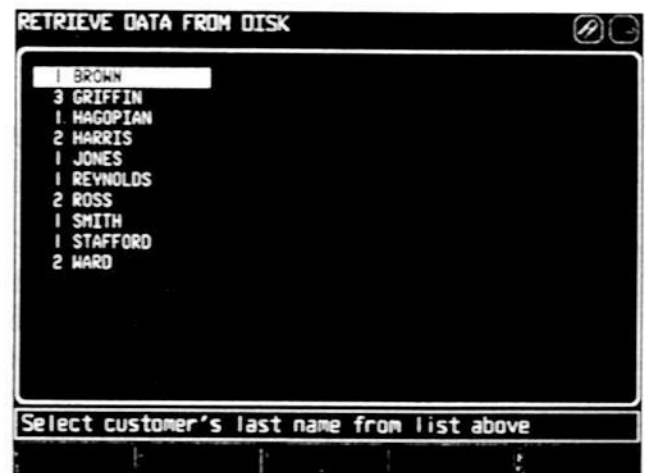 RETRIEVE DATA FROM DISK
1 BROWN
3 GRIFFIN
1 HAGOPIAN
2 HARRIS
1 JONES
1 REYNOLDS
2 ROSS
1 SMITH
1 STAFFORD
2 WARD
Select customer's last name from list above